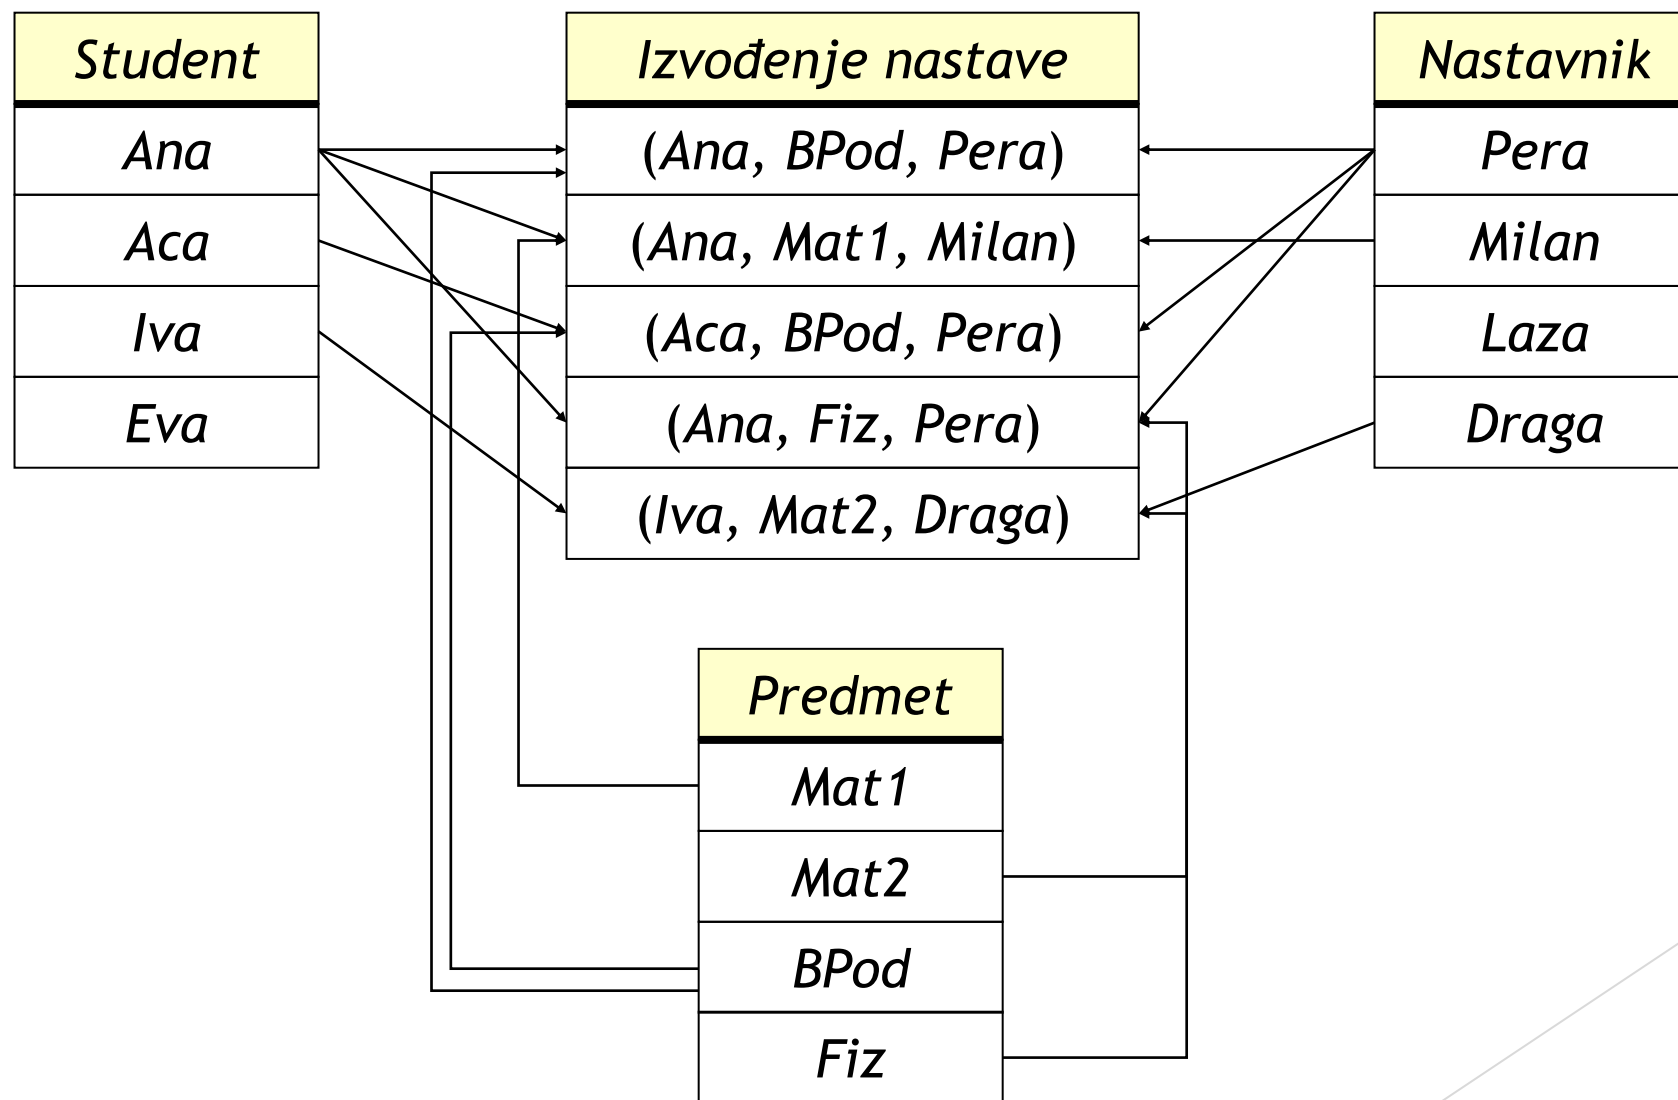 Student
Ana
Aca
Iva
Eva
Izvođenje nastave
(Ana, BPod, Pera)
(Ana, Mat1, Milan)
(Aca, BPod, Pera)
(Ana, Fiz, Pera)
(Iva, Mat2, Draga)
Nastavnik
Pera
Milan
Laza
Draga
Predmet
Mat1
Mat2
BPod
Fiz